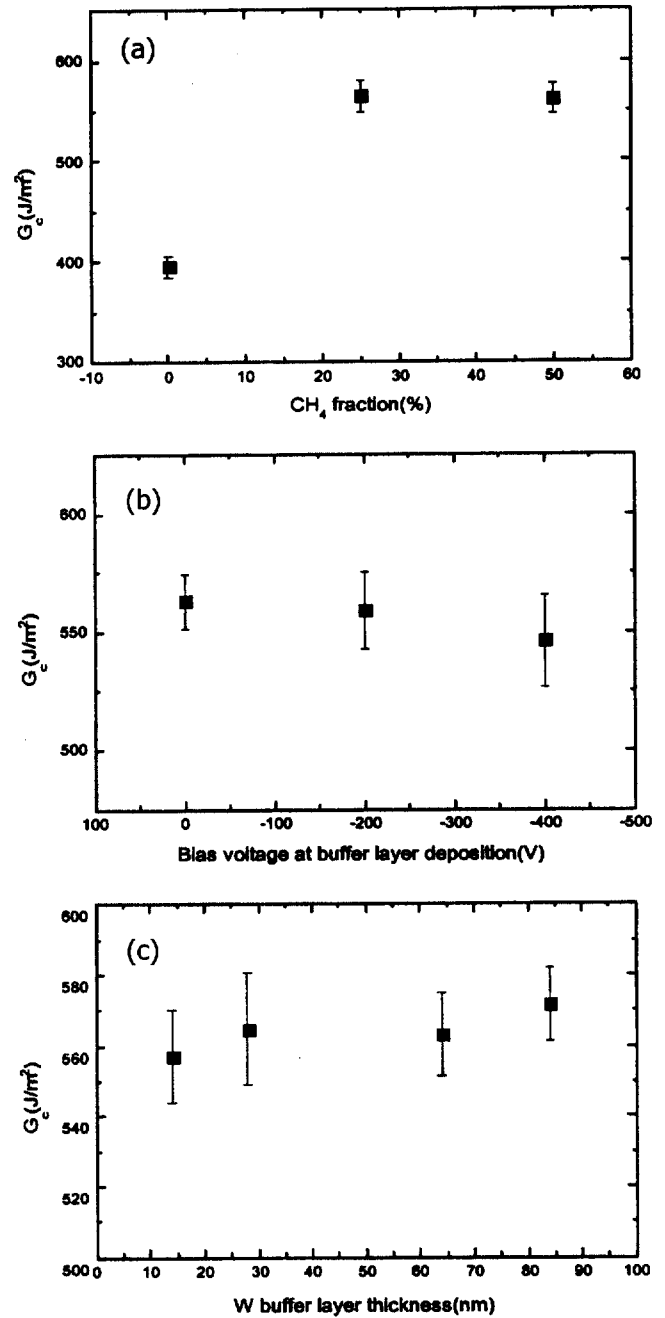 (a)
600
500
400
300
G_c(J/m²)
-10 0 10 20 30 40 50 60
CH₄ fraction(%)
(b)
600
550
500
G_c(J/m²)
100 0 -100 -200 -300 -400 -500
Bias voltage at buffer layer deposition(V)
(c)
600
580
560
540
520
500
G_c(J/m²)
0 10 20 30 40 50 60 70 80 90 100
W buffer layer thickness(nm)